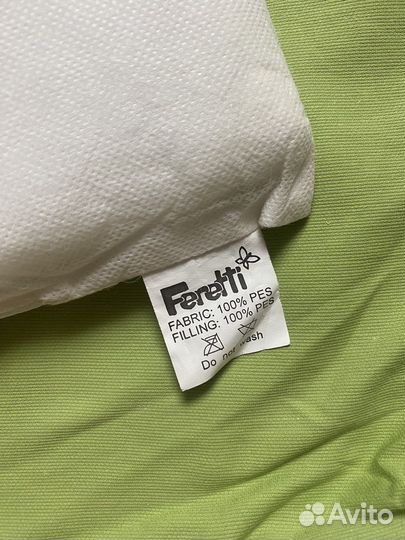 Feretti
FABRIC: 100% PES
FILLING: 100% PES
Do not wash
Avito